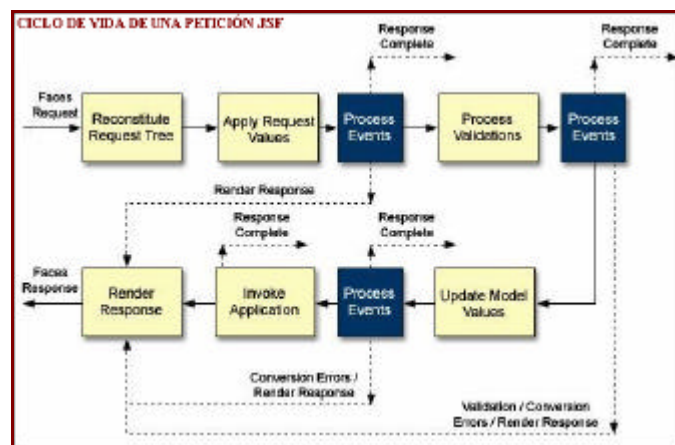 CICLO DE VIDA DE UNA PETICIÓN JSF
Response
Complete
Response
Complete
Faces
Request
Reconstitute
Request Tree
Apply Request
Values
Process
Events
Process
Validations
Process
Events
Render Response
Response
Complete
Response
Complete
Faces
Response
Render
Response
Invoke
Application
Process
Events
Update Model
Values
Conversion Errors /
Render Response
Validation / Conversion
Errors / Render Response